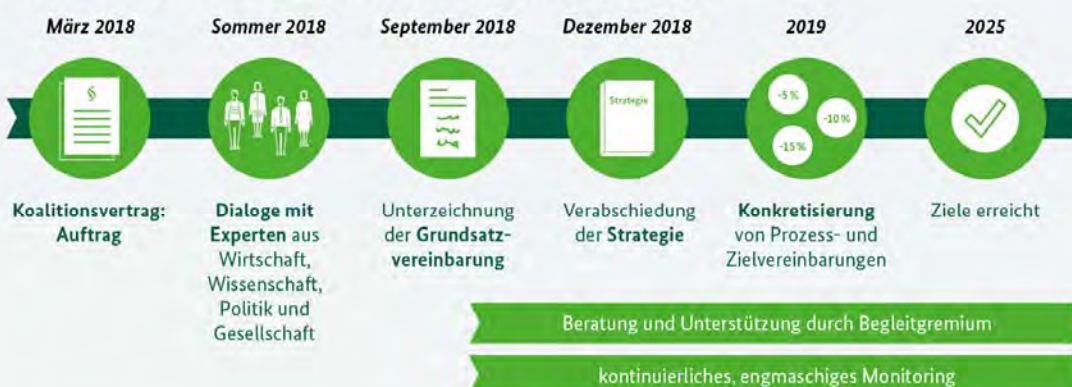 März 2018
Sommer 2018
September 2018
Dezember 2018
2019
2025
§
Strategie
-5 %
-10 %
-15 %
Koalitionsvertrag:
Auftrag
Dialoge mit
Experten aus
Wirtschaft,
Wissenschaft,
Politik und
Gesellschaft
Unterzeichnung
der Grundsatz-
vereinbarung
Verabschiedung
der Strategie
Konkretisierung
von Prozess- und
Zielvereinbarungen
Ziele erreicht
Beratung und Unterstützung durch Begleitgremium
kontinuierliches, engmaschiges Monitoring